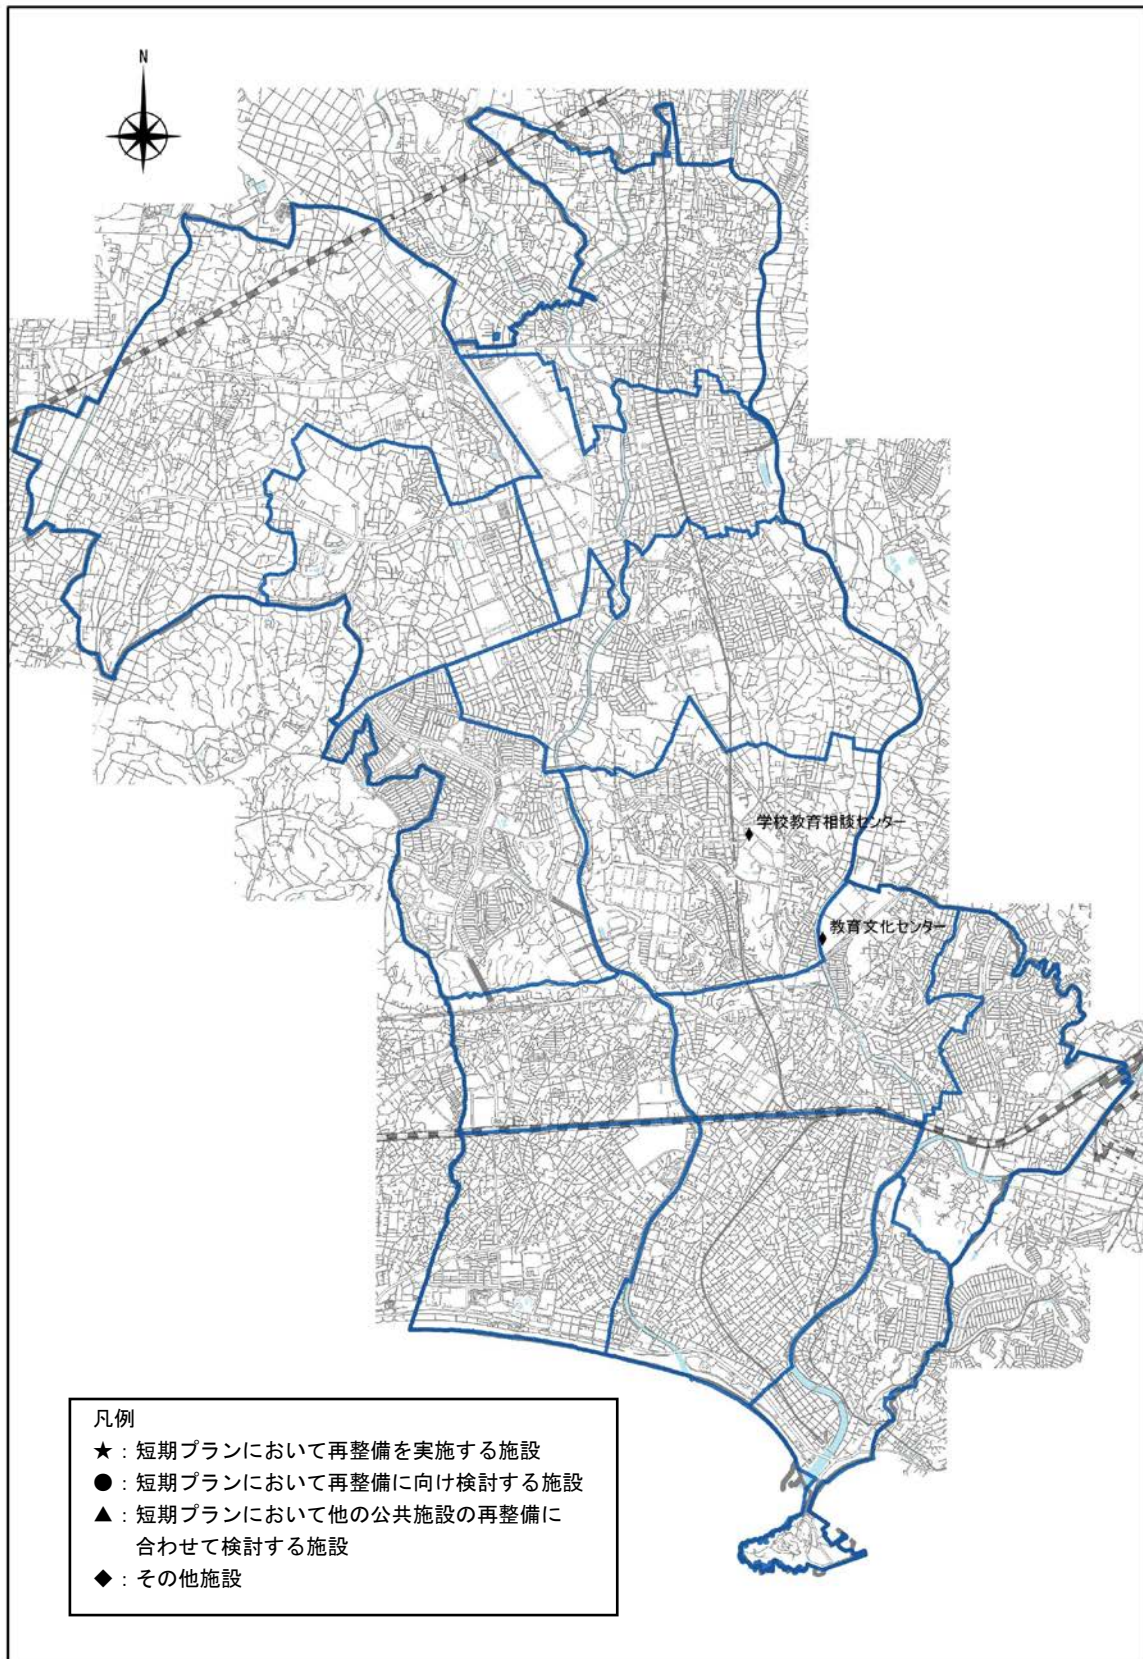 N
学校教育相談センター
教育文化センター
凡例
★：短期プランにおいて再整備を実施する施設
●：短期プランにおいて再整備に向け検討する施設
▲：短期プランにおいて他の公共施設の再整備に
合わせて検討する施設
◆：その他施設